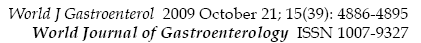 World J Gastroenterol 2009 October 21; 15(39): 4886-4895
World Journal of Gastroenterology ISSN 1007-9327